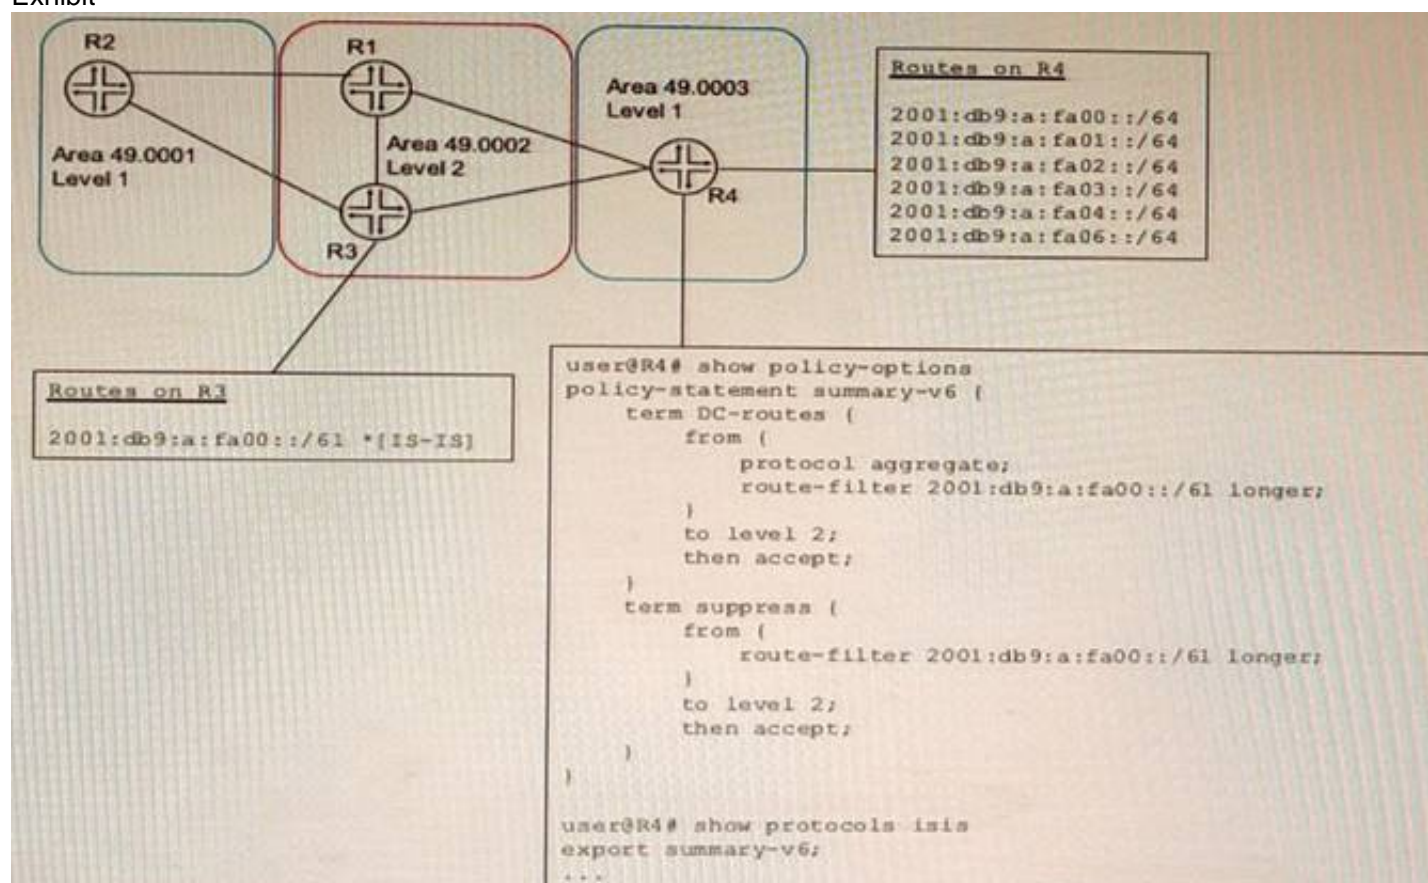 Exhibit
R2
R1
Area 49.0003
Level 1
Area 49.0001
Level 1
Area 49.0002
Level 2
R3
R4
Routes on R4
2001:db9:a:fa00::/64
2001:db9:a:fa01::/64
2001:db9:a:fa02::/64
2001:db9:a:fa03::/64
2001:db9:a:fa04::/64
2001:db9:a:fa06::/64
Routes on R3
2001:db9:a:fa00::/61 *[IS-IS]
user@R4# show policy-options
policy-statement summary-v6 {
term DC-routes {
from {
protocol aggregate;
route-filter 2001:db9:a:fa00::/61 longer;
}
to level 2;
then accept;
}
term suppress {
from {
route-filter 2001:db9:a:fa00::/61 longer;
}
to level 2;
then accept;
}
}
user@R4# show protocols isis
export summary-v6;
...